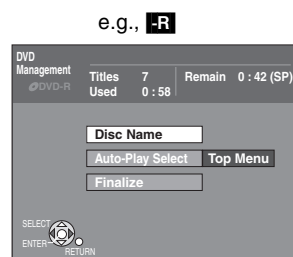 e.g., -R
DVD
Management
DVD-R
Titles 7
Used 0 : 58
Remain 0 : 42 (SP)
Disc Name
Auto-Play Select Top Menu
Finalize
SELECT
ENTER
RETURN